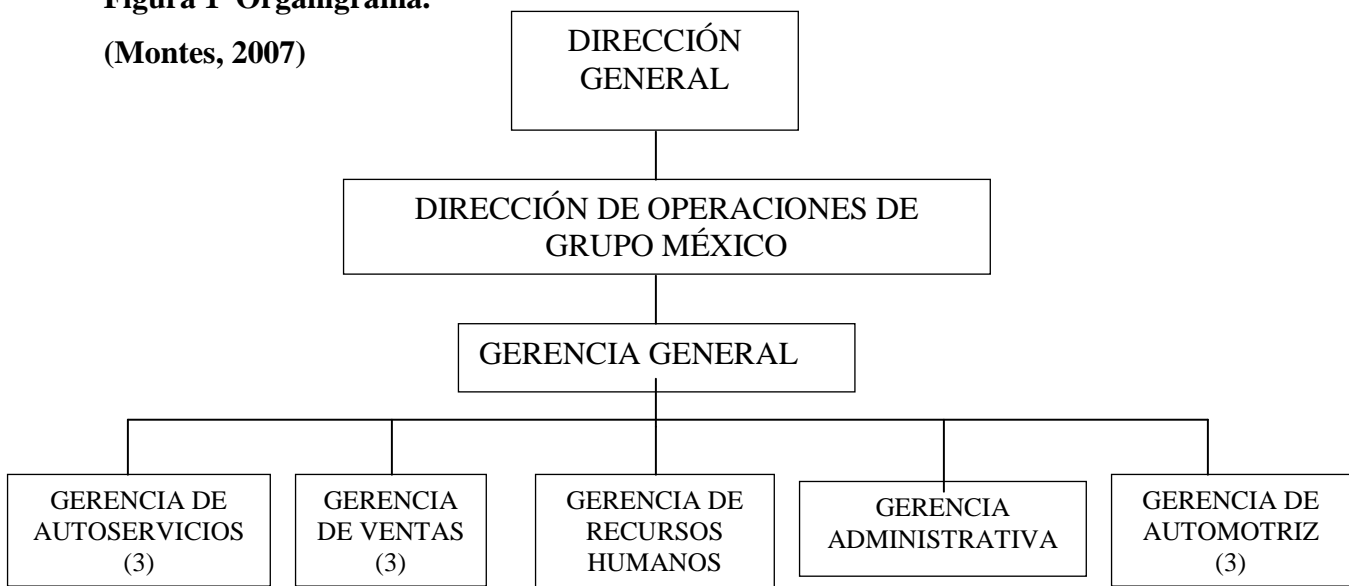 Figura 1 Organigrama.
(Montes, 2007)
DIRECCIÓN
GENERAL
DIRECCIÓN DE OPERACIONES DE
GRUPO MÉXICO
GERENCIA GENERAL
GERENCIA DE
AUTOSERVICIOS
(3)
GERENCIA
DE VENTAS
(3)
GERENCIA DE
RECURSOS
HUMANOS
GERENCIA
ADMINISTRATIVA
GERENCIA DE
AUTOMOTRIZ
(3)